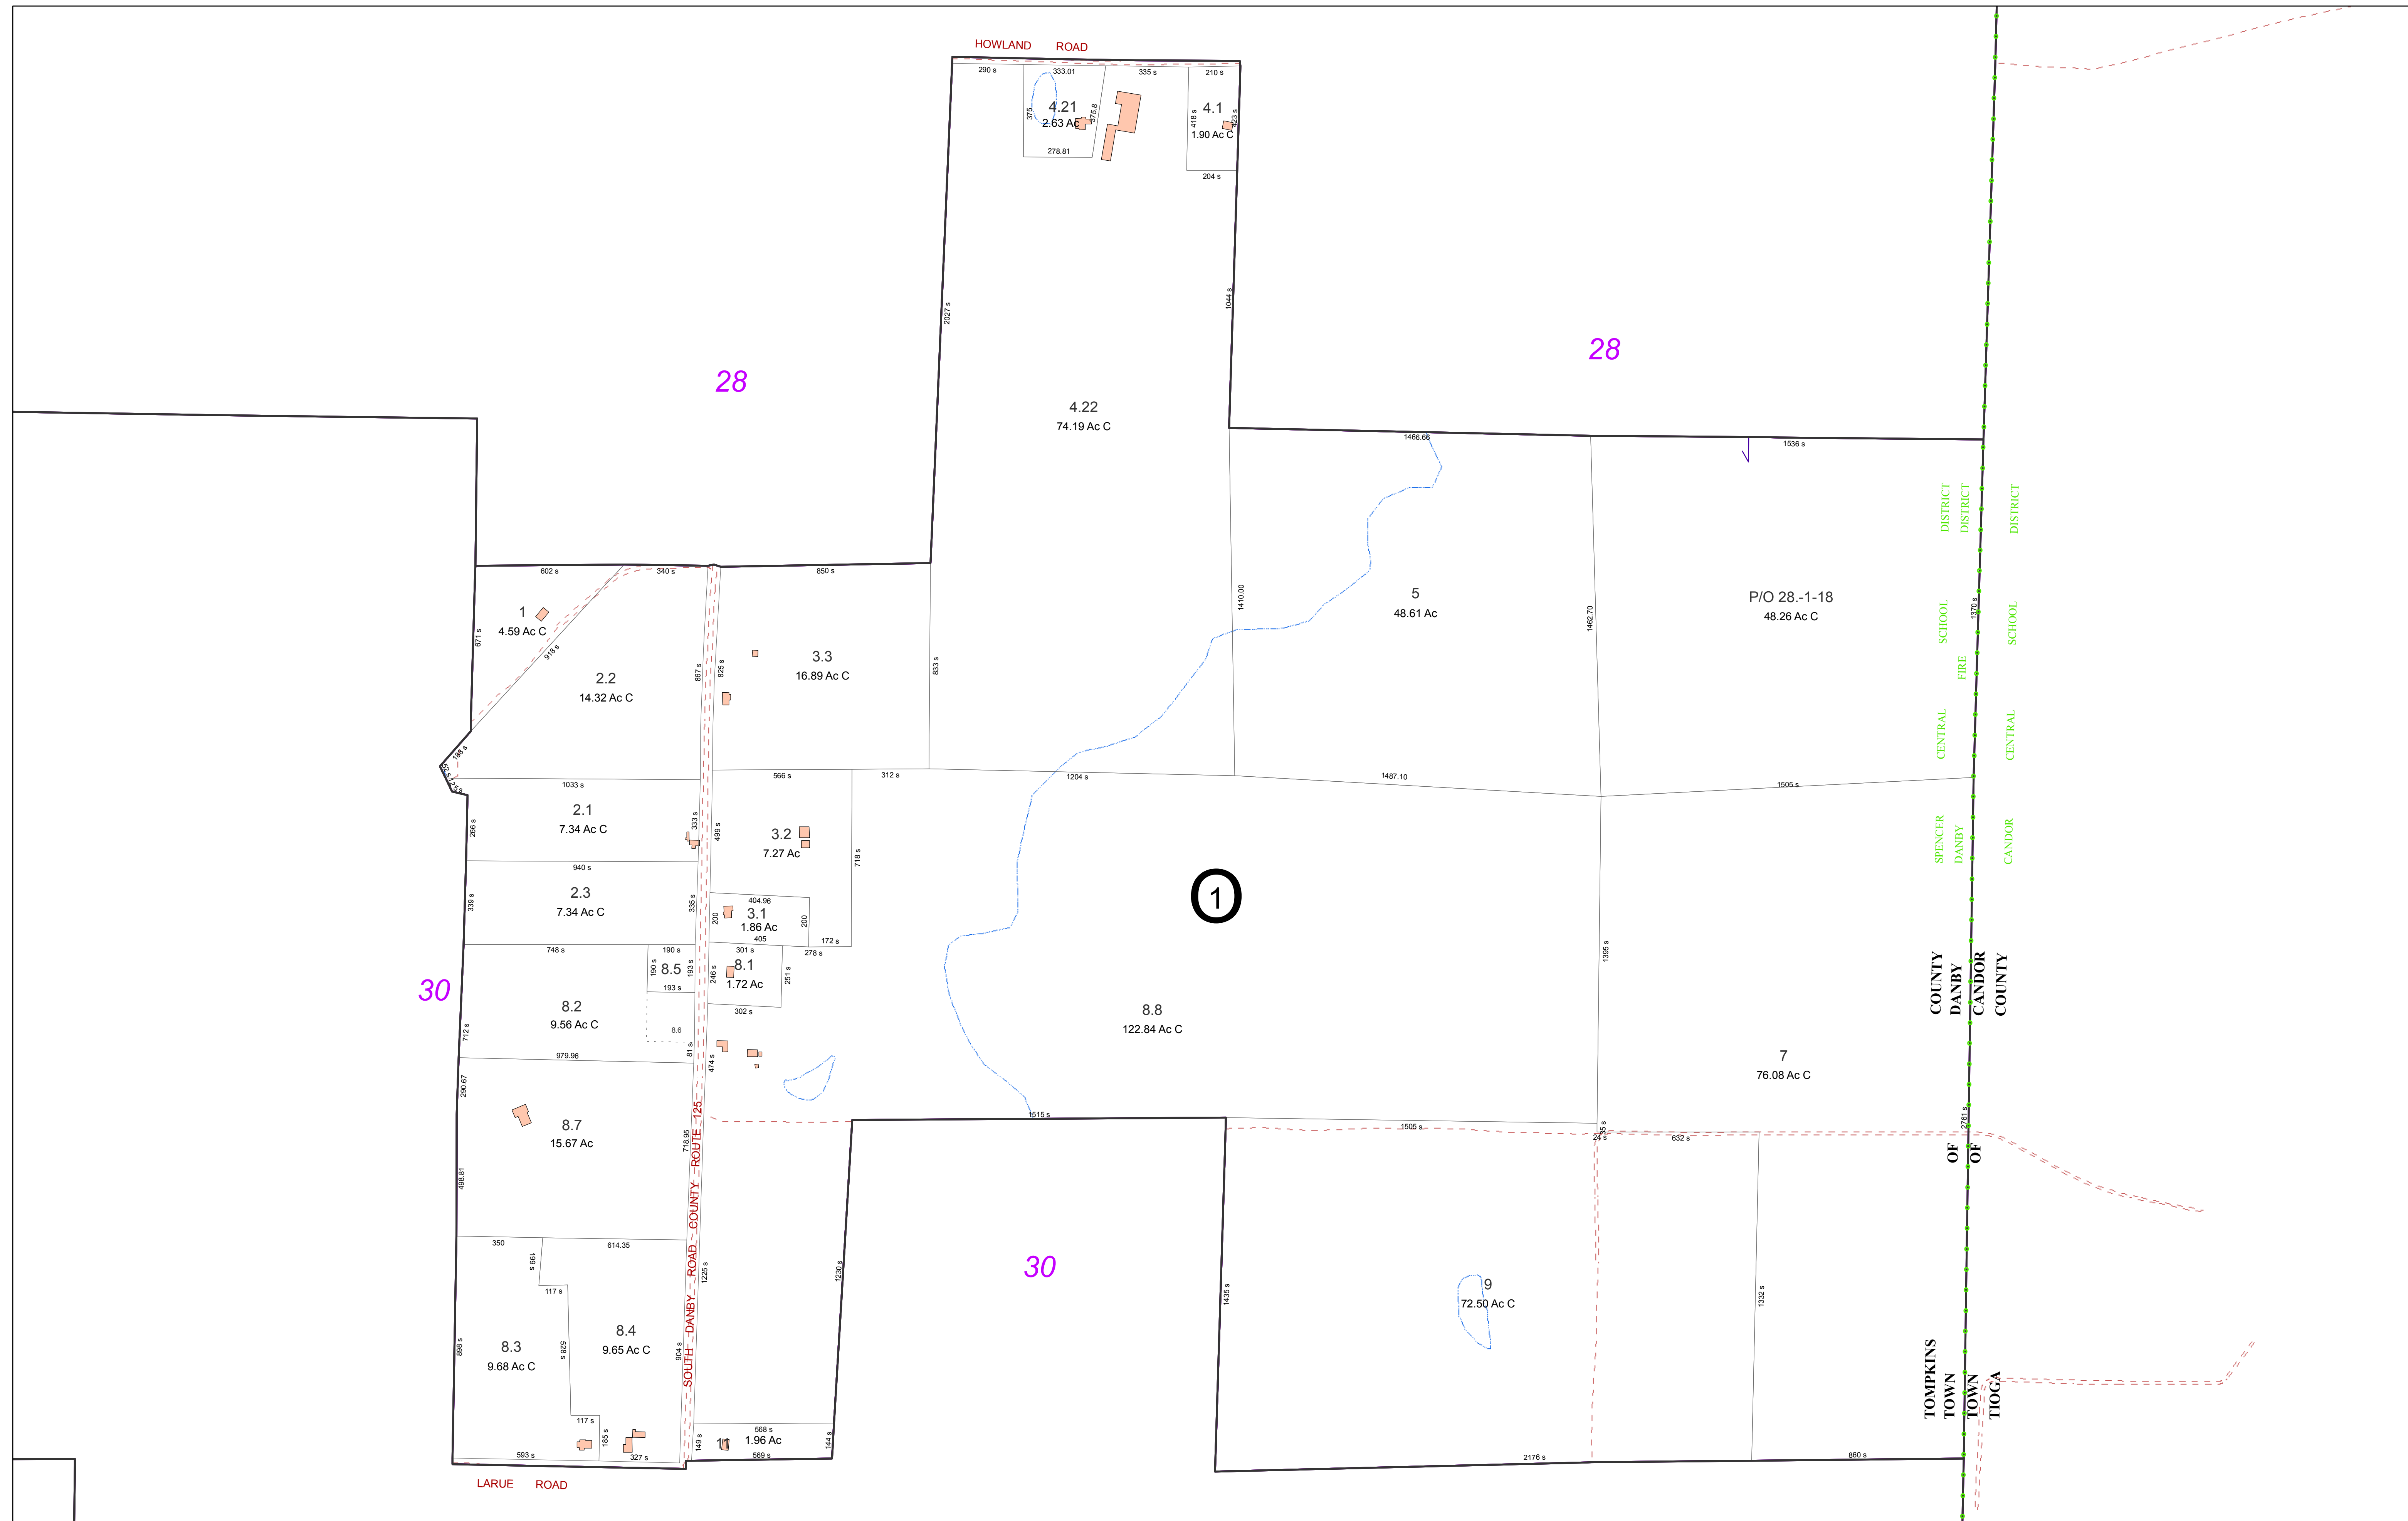 HOWLAND ROAD
290 s
333.01
335 s
210 s
375
4.21
2.63 Ac
375.8
278.81
418 s
4.1
1.90 Ac C
423 s
204 s
2027 s
1044 s
28
28
4.22
74.19 Ac C
1466.66
1536 s
602 s
340 s
850 s
1
4.59 Ac C
671 s
918 s
2.2
14.32 Ac C
867 s
825 s
3.3
16.89 Ac C
833 s
1410.00
5
48.61 Ac
1462.70
P/O 28.-1-18
48.26 Ac C
1370 s
SPENCER CENTRAL SCHOOL DISTRICT
DANBY FIRE DISTRICT
CANDOR CENTRAL SCHOOL DISTRICT
188 s
1033 s
566 s
312 s
1204 s
1487.10
1505 s
2.1
7.34 Ac C
266 s
333 s
499 s
3.2
7.27 Ac
718 s
940 s
2.3
7.34 Ac C
339 s
335 s
404.96
200
3.1
1.86 Ac
200
405
172 s
278 s
1
748 s
190 s
190 s
8.5
193 s
193 s
301 s
246 s
8.1
1.72 Ac
251 s
302 s
30
8.2
9.56 Ac C
712 s
8.6
81 s
474 s
979.96
8.8
122.84 Ac C
1395 s
7
76.08 Ac C
2761 s
290.67
8.7
15.67 Ac
498.81
718.95
1515 s
1505 s
24 s
632 s
350
614.35
199 s
117 s
8.3
9.68 Ac C
898 s
528 s
8.4
9.65 Ac C
904 s
117 s
185 s
593 s
327 s
SOUTH DANBY ROAD COUNTY ROUTE 125
1225 s
1230 s
30
1435 s
9
72.50 Ac C
1332 s
568 s
149 s
11
1.96 Ac
144 s
569 s
2176 s
860 s
TOMPKINS COUNTY
TOWN OF DANBY
TOWN OF CANDOR
TIOGA COUNTY
LARUE ROAD